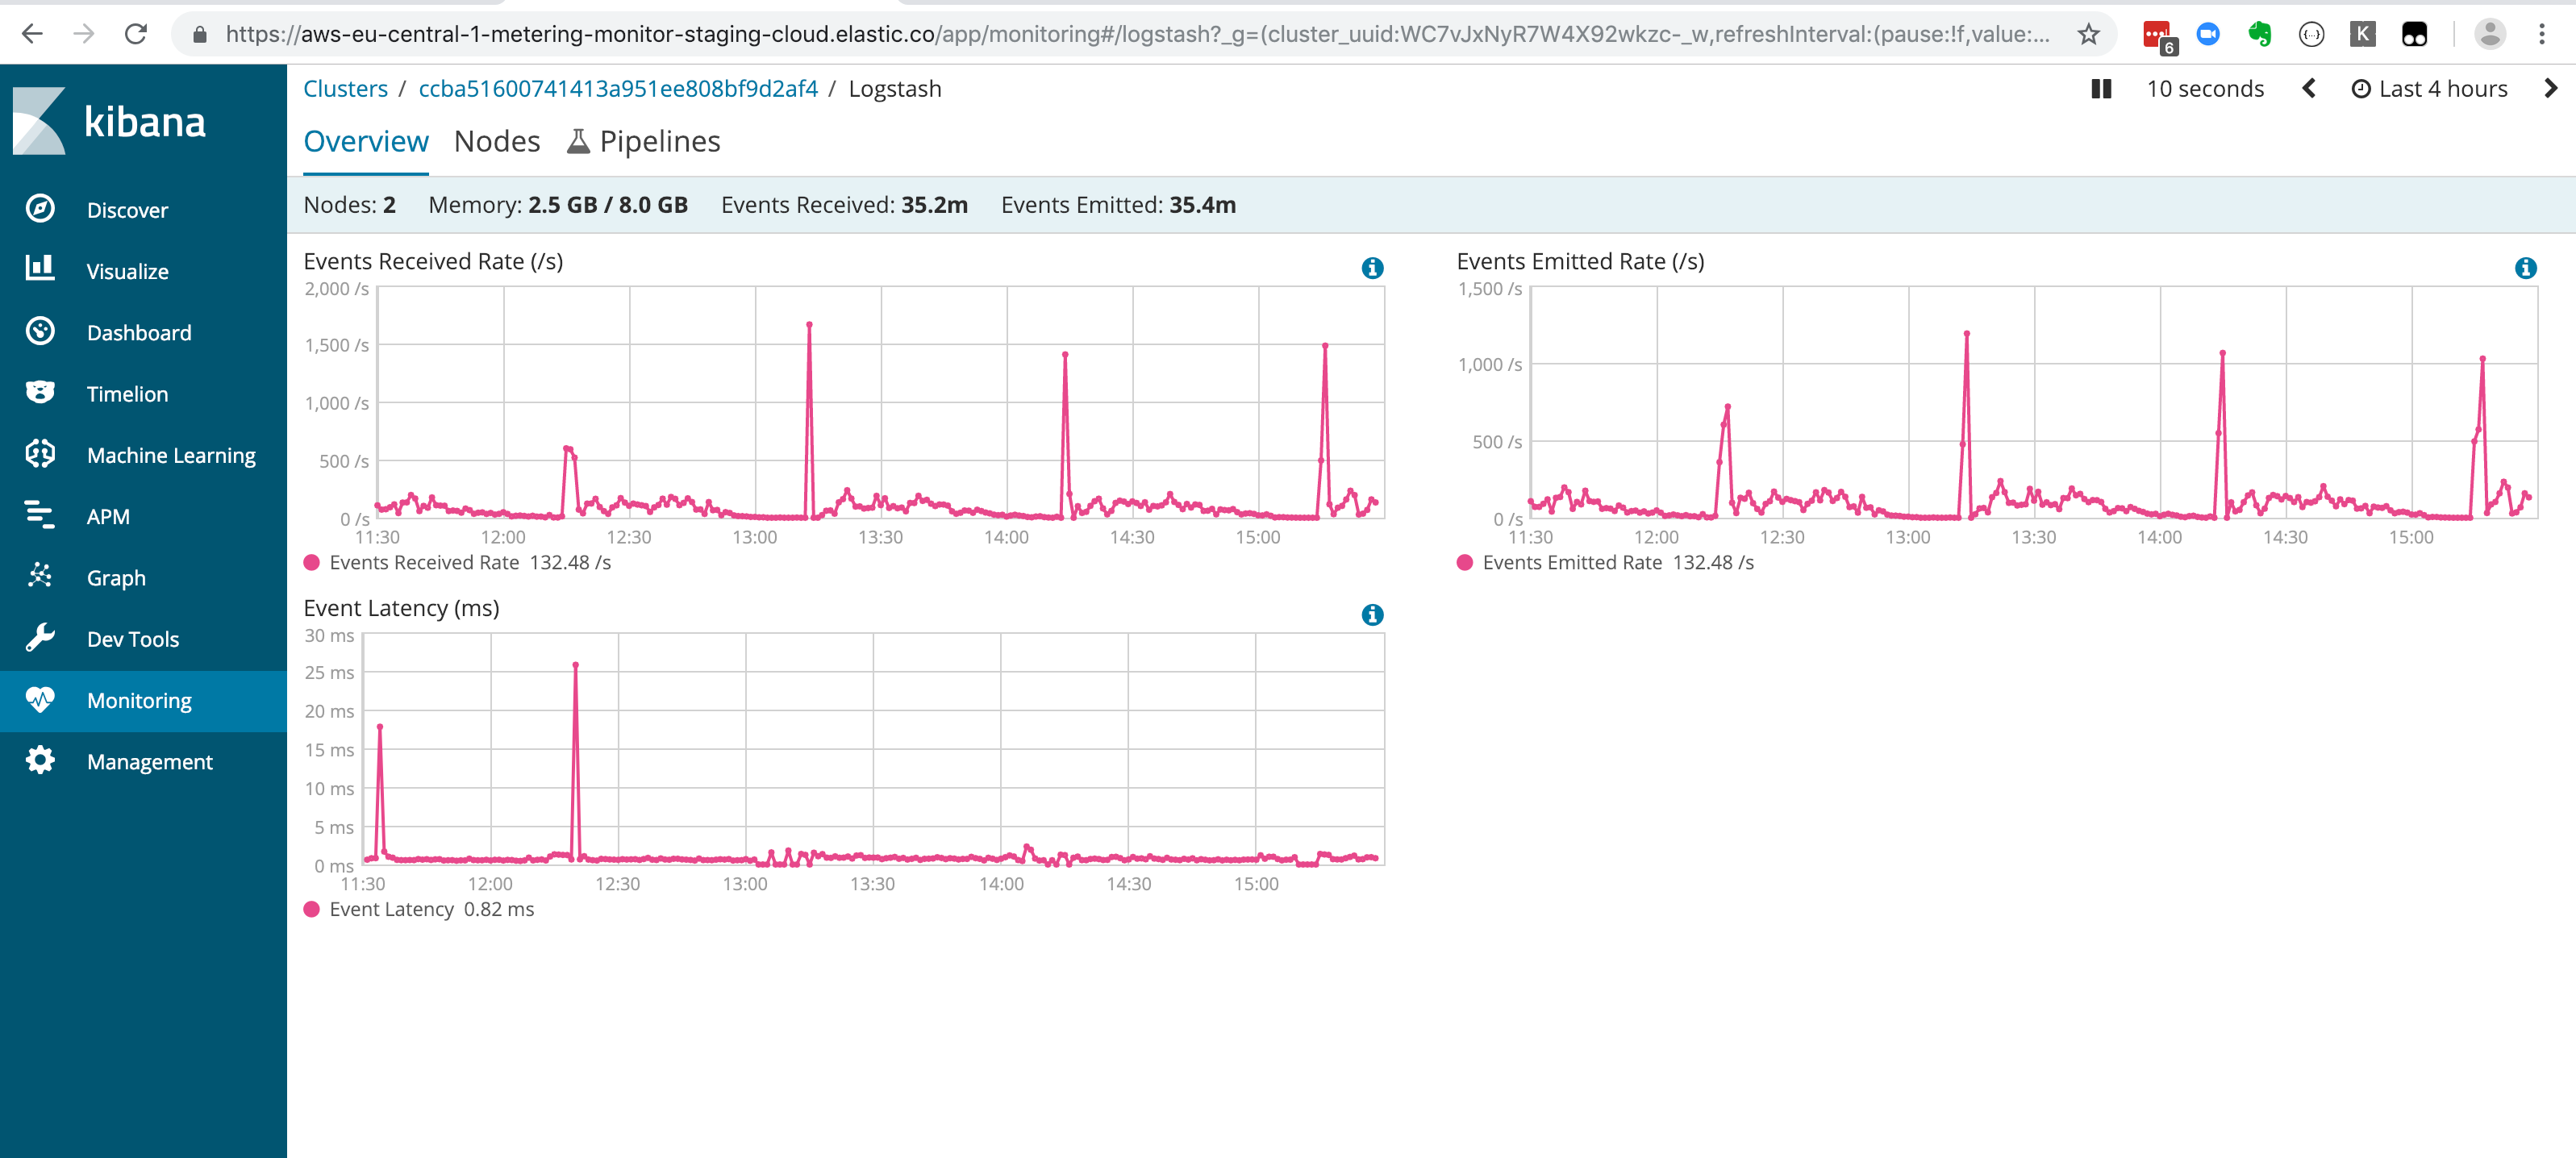 https://aws-eu-central-1-metering-monitor-staging-cloud.elastic.co/app/monitoring#/logstash?_g=(cluster_uuid:WC7vJxNyR7W4X92wkzc-_w,refreshInterval:(pause:!f,value:...
6
K
kibana
Discover
Visualize
Dashboard
Timelion
Machine Learning
APM
Graph
Dev Tools
Monitoring
Management
Clusters / ccba51600741413a951ee808bf9d2af4 / Logstash
10 seconds
Last 4 hours
Overview Nodes Pipelines
Nodes: 2 Memory: 2.5 GB / 8.0 GB Events Received: 35.2m Events Emitted: 35.4m
Events Received Rate (/s)
2,000 /s
1,500 /s
1,000 /s
500 /s
0 /s
11:30 12:00 12:30 13:00 13:30 14:00 14:30 15:00
Events Received Rate 132.48 /s
Events Emitted Rate (/s)
1,500 /s
1,000 /s
500 /s
0 /s
11:30 12:00 12:30 13:00 13:30 14:00 14:30 15:00
Events Emitted Rate 132.48 /s
Event Latency (ms)
30 ms
25 ms
20 ms
15 ms
10 ms
5 ms
0 ms
11:30 12:00 12:30 13:00 13:30 14:00 14:30 15:00
Event Latency 0.82 ms